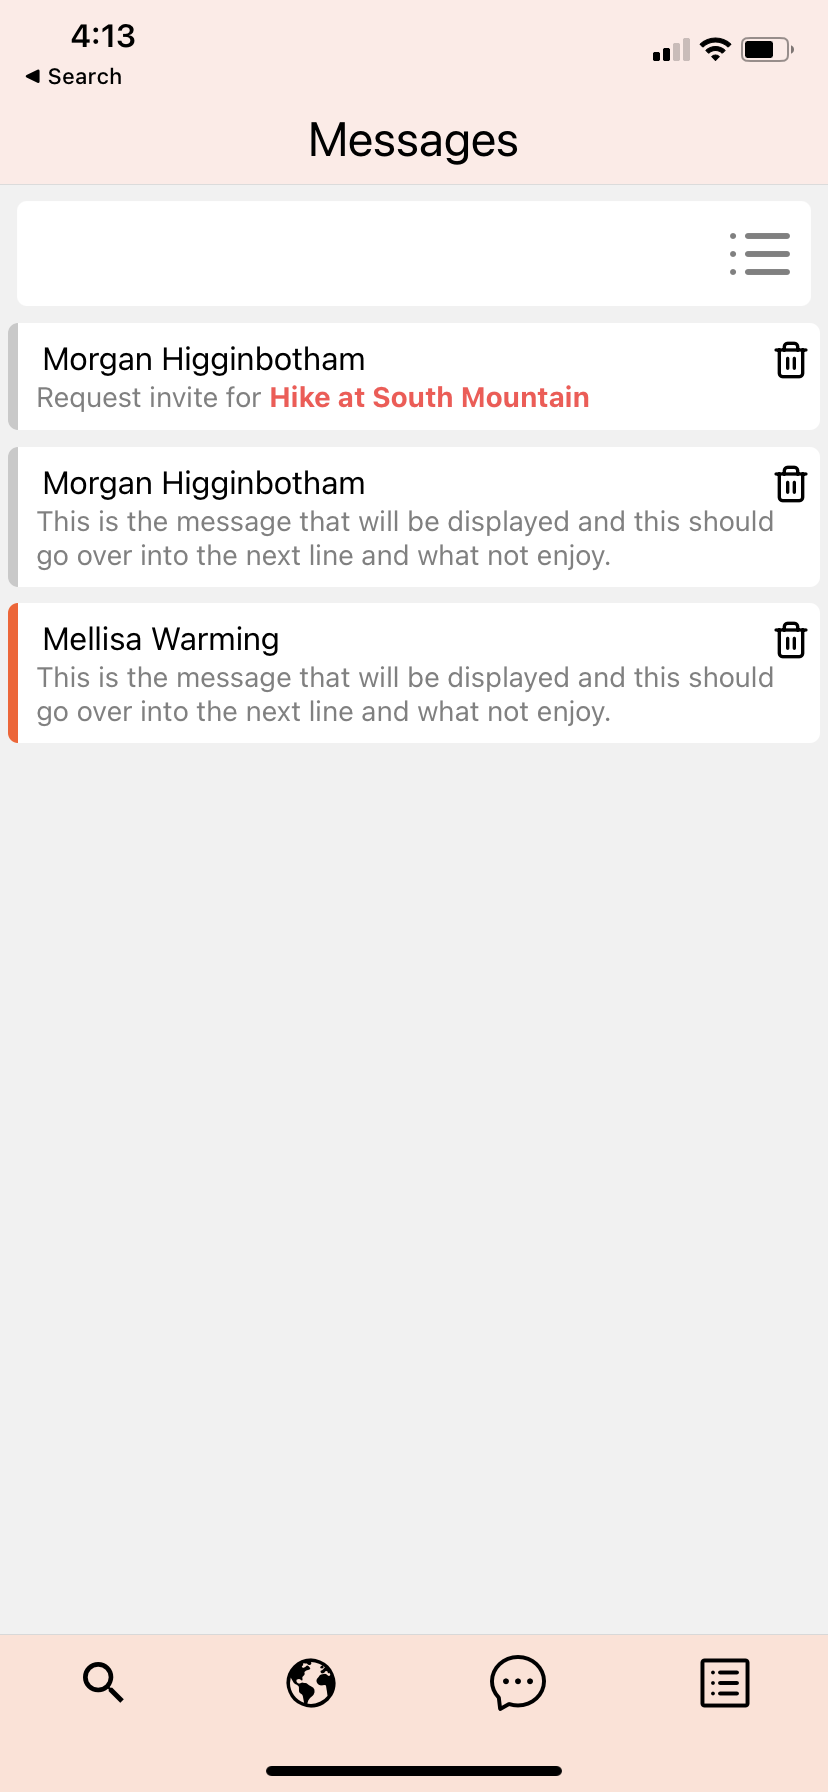 4:13
◀ Search
Messages
Morgan Higginbotham
Request invite for Hike at South Mountain
Morgan Higginbotham
This is the message that will be displayed and this should
go over into the next line and what not enjoy.
Mellisa Warming
This is the message that will be displayed and this should
go over into the next line and what not enjoy.